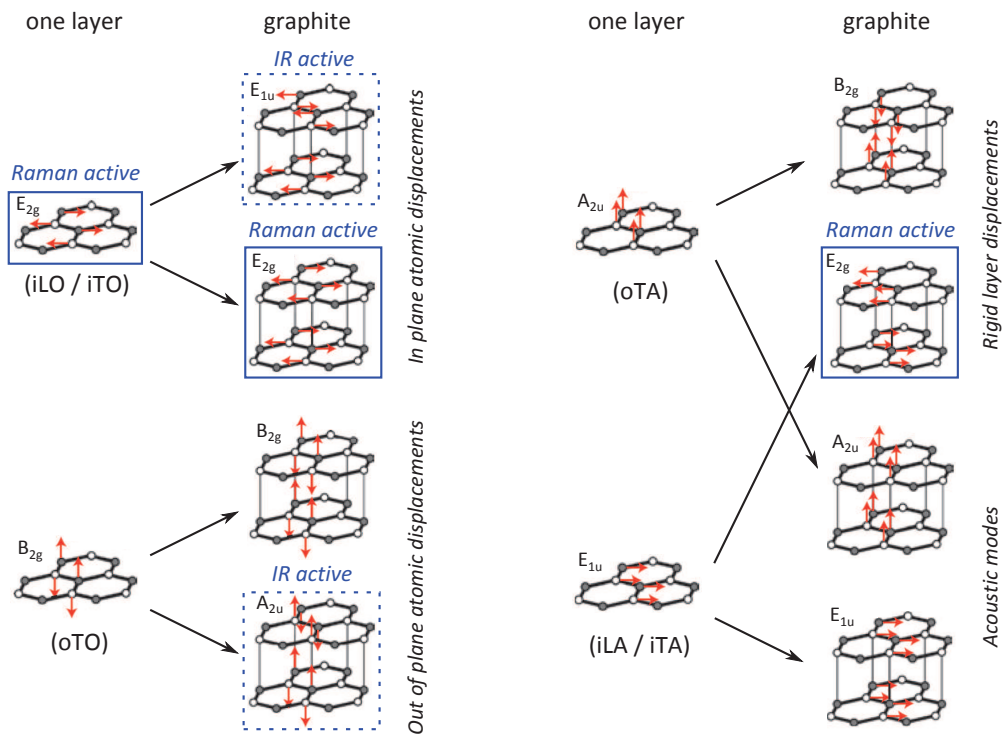 one layer
graphite
IR active
E1u
In plane atomic displacements
Raman active
E2g
(iLO / iTO)
Raman active
E2g
B2g
Out of plane atomic displacements
B2g
(oTO)
IR active
A2u
one layer
graphite
B2g
Rigid layer displacements
A2u
(oTA)
Raman active
E2g
A2u
Acoustic modes
E1u
(iLA / iTA)
E1u